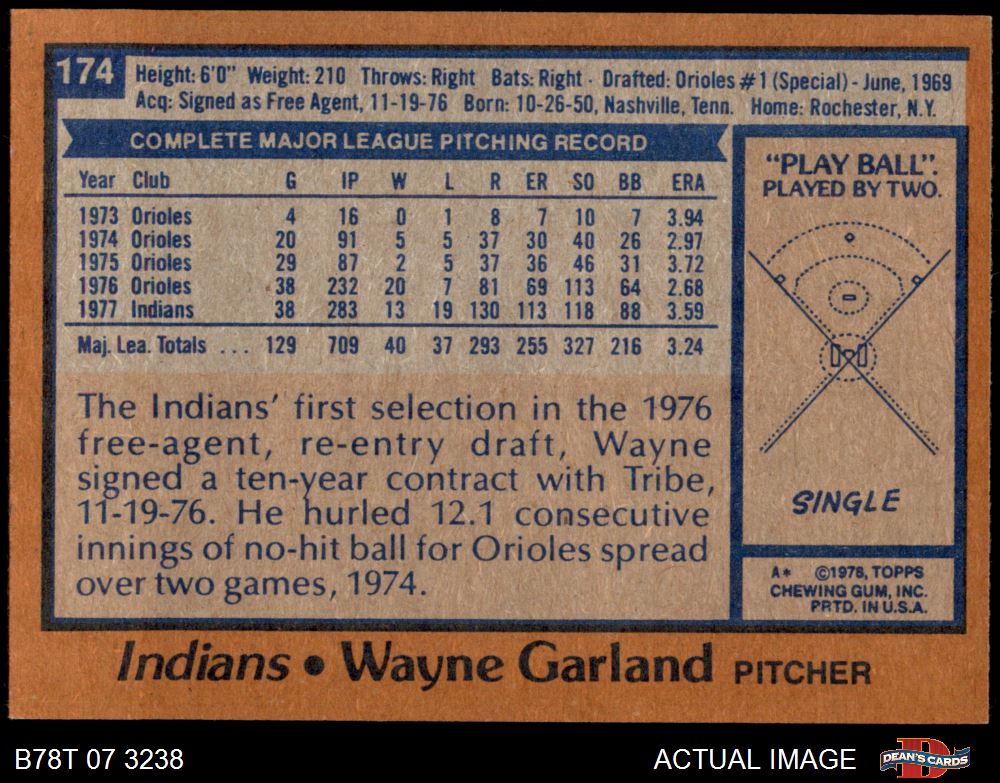 174
Height: 6'0" Weight: 210 Throws: Right Bats: Right · Drafted: Orioles #1 (Special) - June, 1969
Acq: Signed as Free Agent, 11-19-76 Born: 10-26-50, Nashville, Tenn. Home: Rochester, N.Y.
COMPLETE MAJOR LEAGUE PITCHING RECORD
Year Club G IP W L R ER SO BB ERA
1973 Orioles 4 16 0 1 8 7 10 7 3.94
1974 Orioles 20 91 5 5 37 30 40 26 2.97
1975 Orioles 29 87 2 5 37 36 46 31 3.72
1976 Orioles 38 232 20 7 81 69 113 64 2.68
1977 Indians 38 283 13 19 130 113 118 88 3.59
Maj. Lea. Totals ... 129 709 40 37 293 255 327 216 3.24
The Indians' first selection in the 1976
free-agent, re-entry draft, Wayne
signed a ten-year contract with Tribe,
11-19-76. He hurled 12.1 consecutive
innings of no-hit ball for Orioles spread
over two games, 1974.
"PLAY BALL".
PLAYED BY TWO.
SINGLE
A* ©1978, TOPPS
CHEWING GUM, INC.
PRTD. IN U.S.A.
Indians • Wayne Garland PITCHER
B78T 07 3238
ACTUAL IMAGE
DEAN'S CARDS